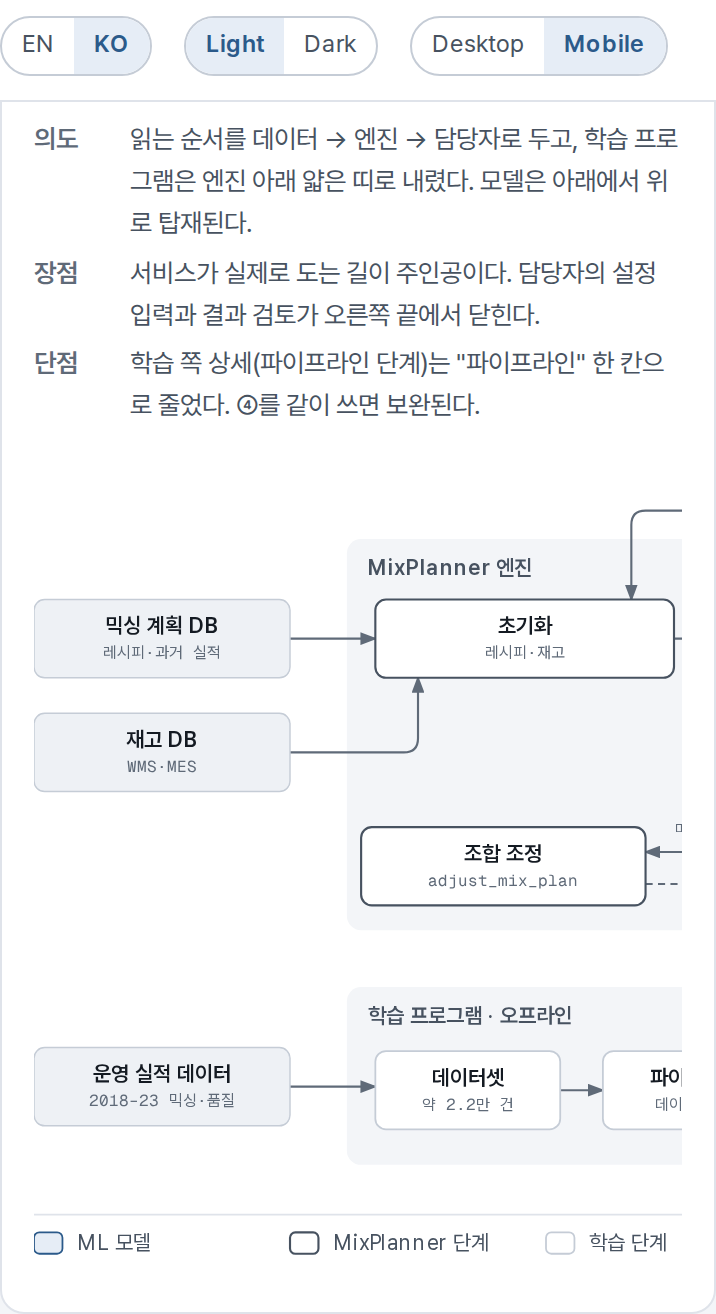 EN KO Light Dark Desktop Mobile
의도 읽는 순서를 데이터 → 엔진 → 담당자로 두고, 학습 프로
그램은 엔진 아래 얇은 띠로 내렸다. 모델은 아래에서 위
로 탑재된다.
장점 서비스가 실제로 도는 길이 주인공이다. 담당자의 설정
입력과 결과 검토가 오른쪽 끝에서 닫힌다.
단점 학습 쪽 상세(파이프라인 단계)는 "파이프라인" 한 칸으
로 줄었다. ④를 같이 쓰면 보완된다.
MixPlanner 엔진
믹싱 계획 DB
레시피·과거 실적
초기화
레시피·재고
재고 DB
WMS·MES
조합 조정
adjust_mix_plan
학습 프로그램 · 오프라인
운영 실적 데이터
2018–23 믹싱·품질
데이터셋
약 2.2만 건
파이
데이
ML 모델
MixPlanner 단계
학습 단계